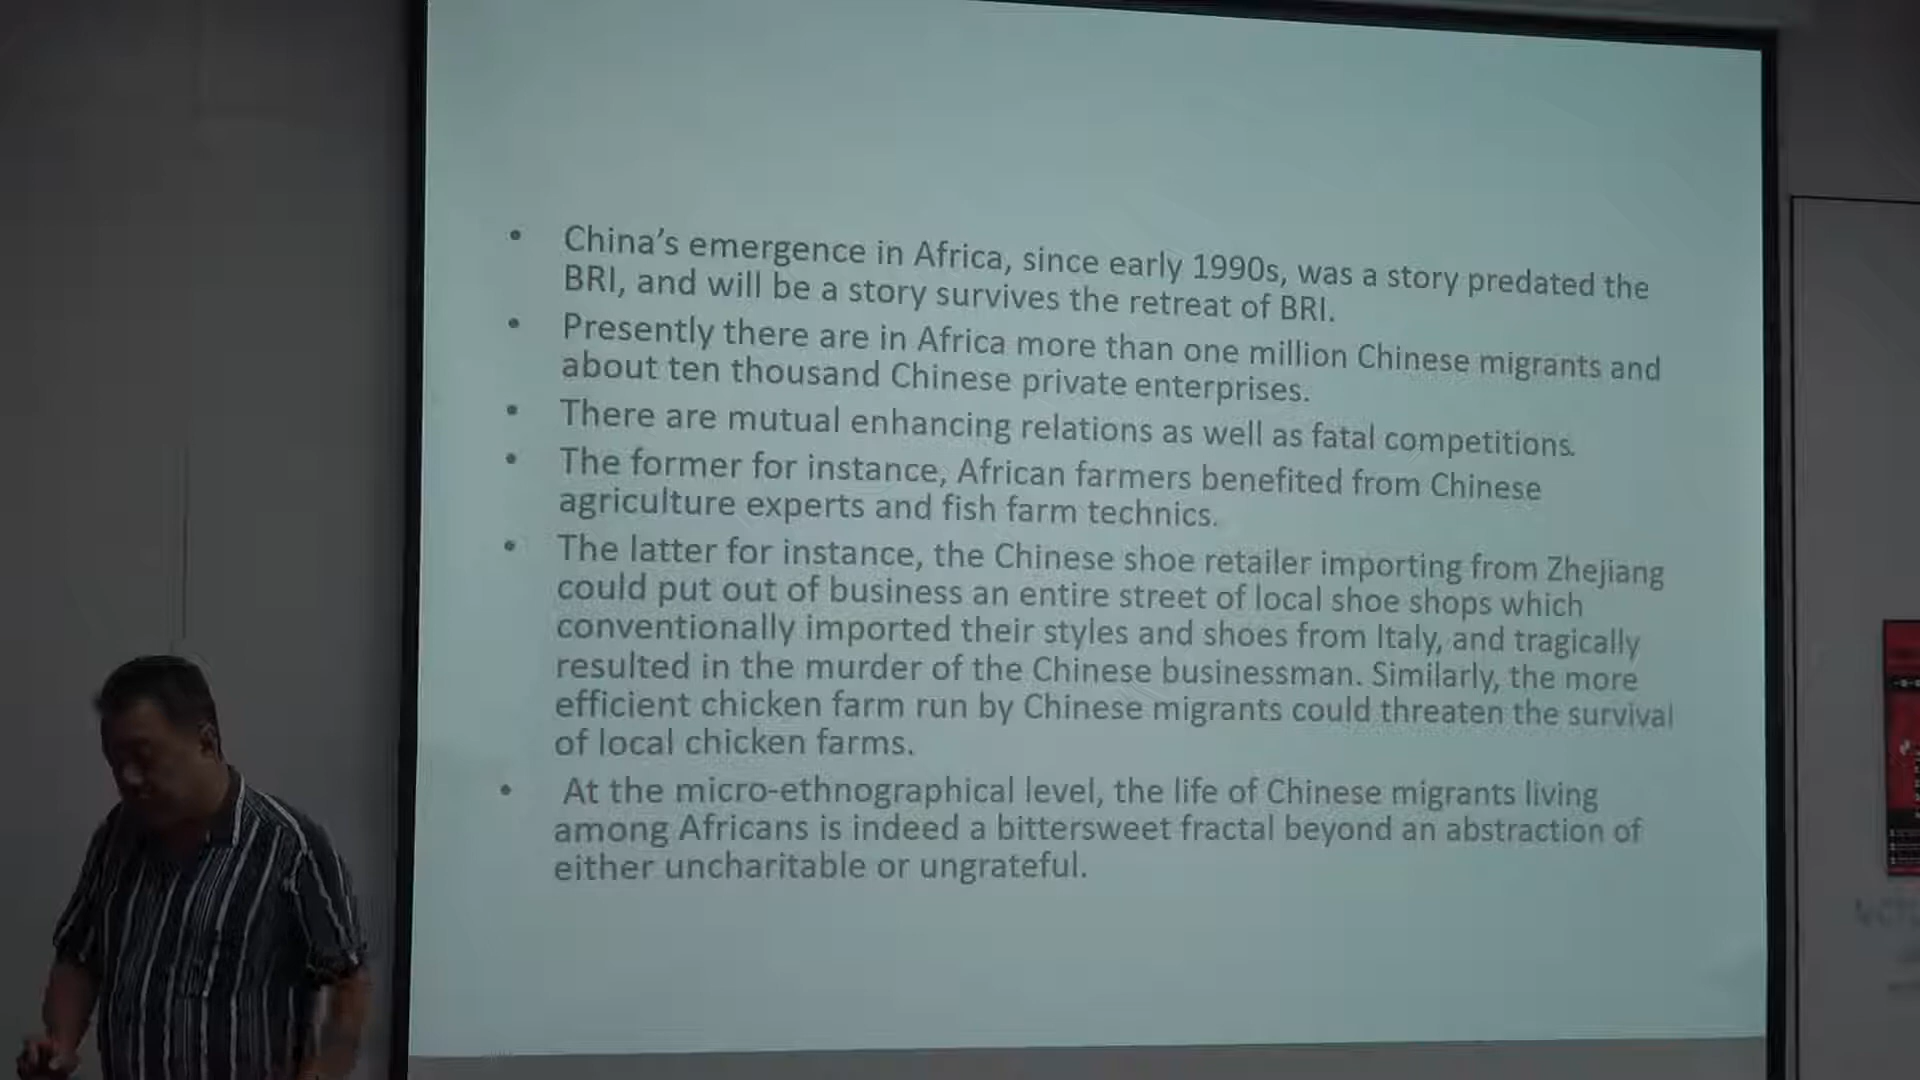 • China's emergence in Africa, since early 1990s, was a story predated the
BRI, and will be a story survives the retreat of BRI.
• Presently there are in Africa more than one million Chinese migrants and
about ten thousand Chinese private enterprises.
• There are mutual enhancing relations as well as fatal competitions.
• The former for instance, African farmers benefited from Chinese
agriculture experts and fish farm technics.
• The latter for instance, the Chinese shoe retailer importing from Zhejiang
could put out of business an entire street of local shoe shops which
conventionally imported their styles and shoes from Italy, and tragically
resulted in the murder of the Chinese businessman. Similarly, the more
efficient chicken farm run by Chinese migrants could threaten the survival
of local chicken farms.
• At the micro-ethnographical level, the life of Chinese migrants living
among Africans is indeed a bittersweet fractal beyond an abstraction of
either uncharitable or ungrateful.